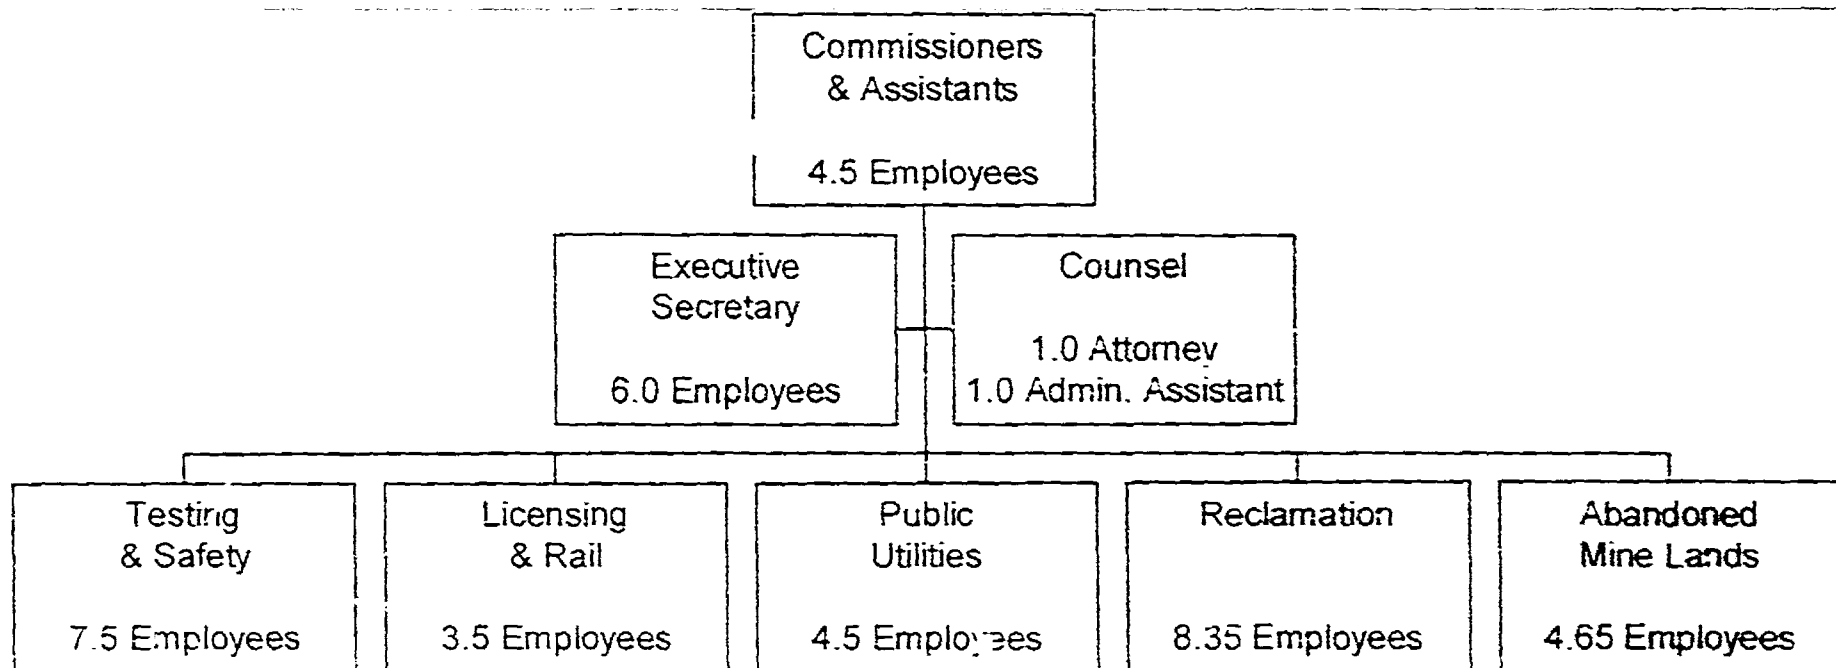 Commissioners
& Assistants
4.5 Employees
Executive
Secretary
6.0 Employees
Counsel
1.0 Attorney
1.0 Admin. Assistant
Testing
& Safety
7.5 Employees
Licensing
& Rail
3.5 Employees
Public
Utilities
4.5 Employees
Reclamation
8.35 Employees
Abandoned
Mine Lands
4.65 Employees